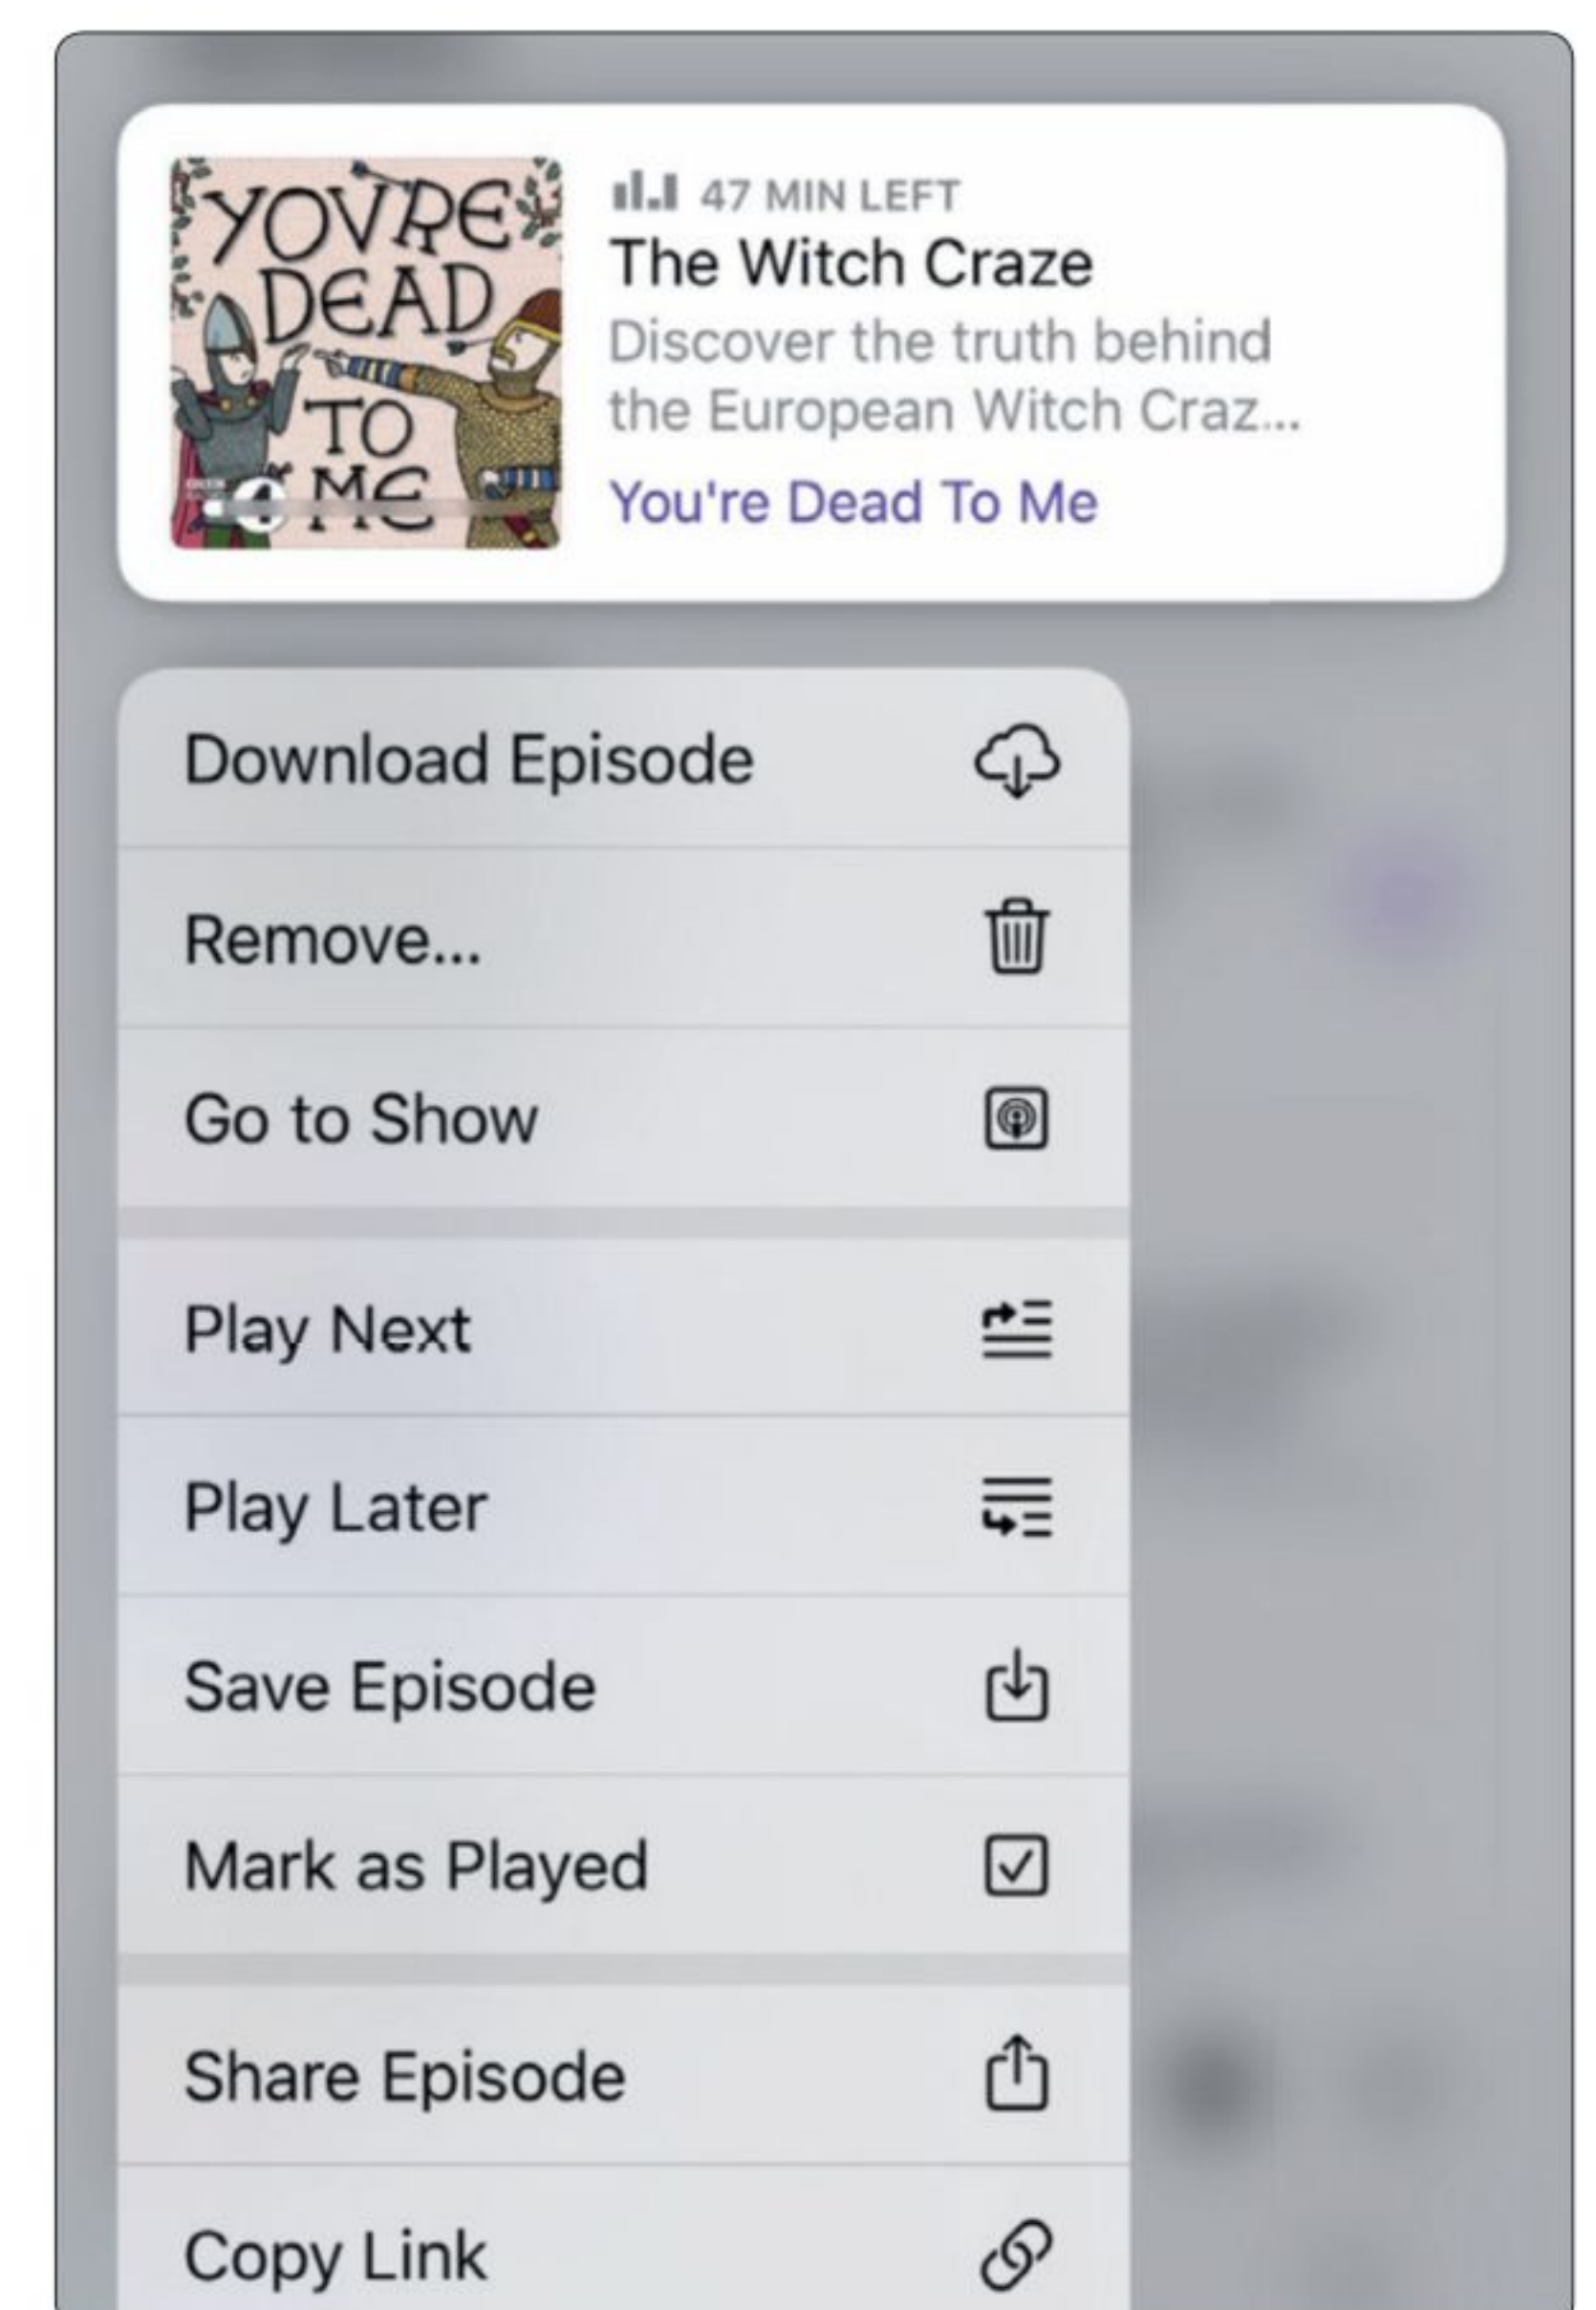 YOU'RE
DEAD
TO
ME
4
47 MIN LEFT
The Witch Craze
Discover the truth behind
the European Witch Craz...
You're Dead To Me
Download Episode
Remove...
Go to Show
Play Next
Play Later
Save Episode
Mark as Played
Share Episode
Copy Link